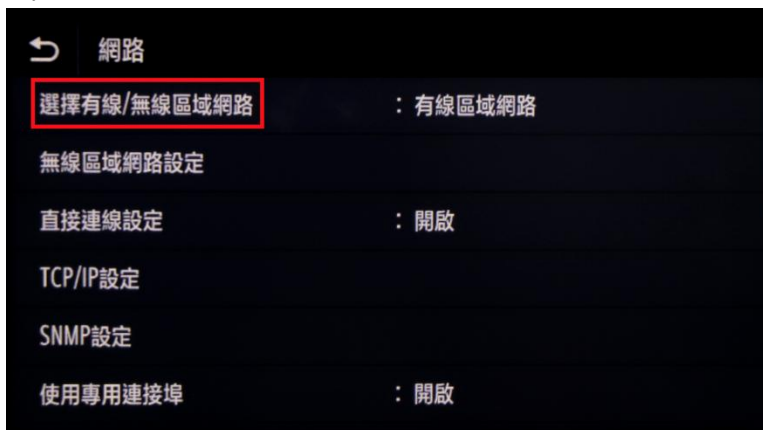 網路
選擇有線/無線區域網路 : 有線區域網路
無線區域網路設定
直接連線設定 : 開啟
TCP/IP設定
SNMP設定
使用專用連接埠 : 開啟